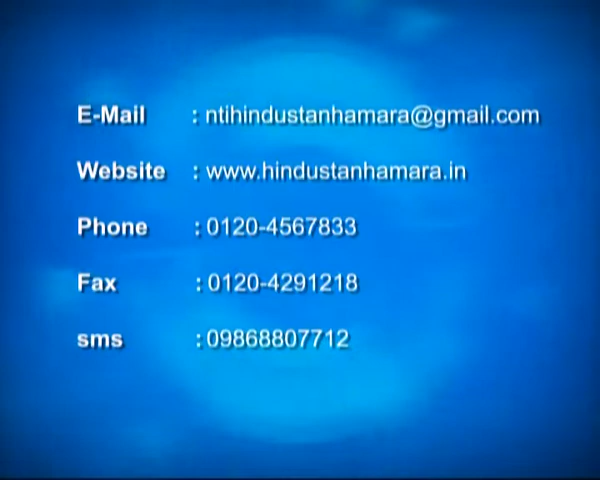 E-Mail : ntihindustanhamara@gmail.com
Website : www.hindustanhamara.in
Phone : 0120-4567833
Fax : 0120-4291218
sms : 09868807712